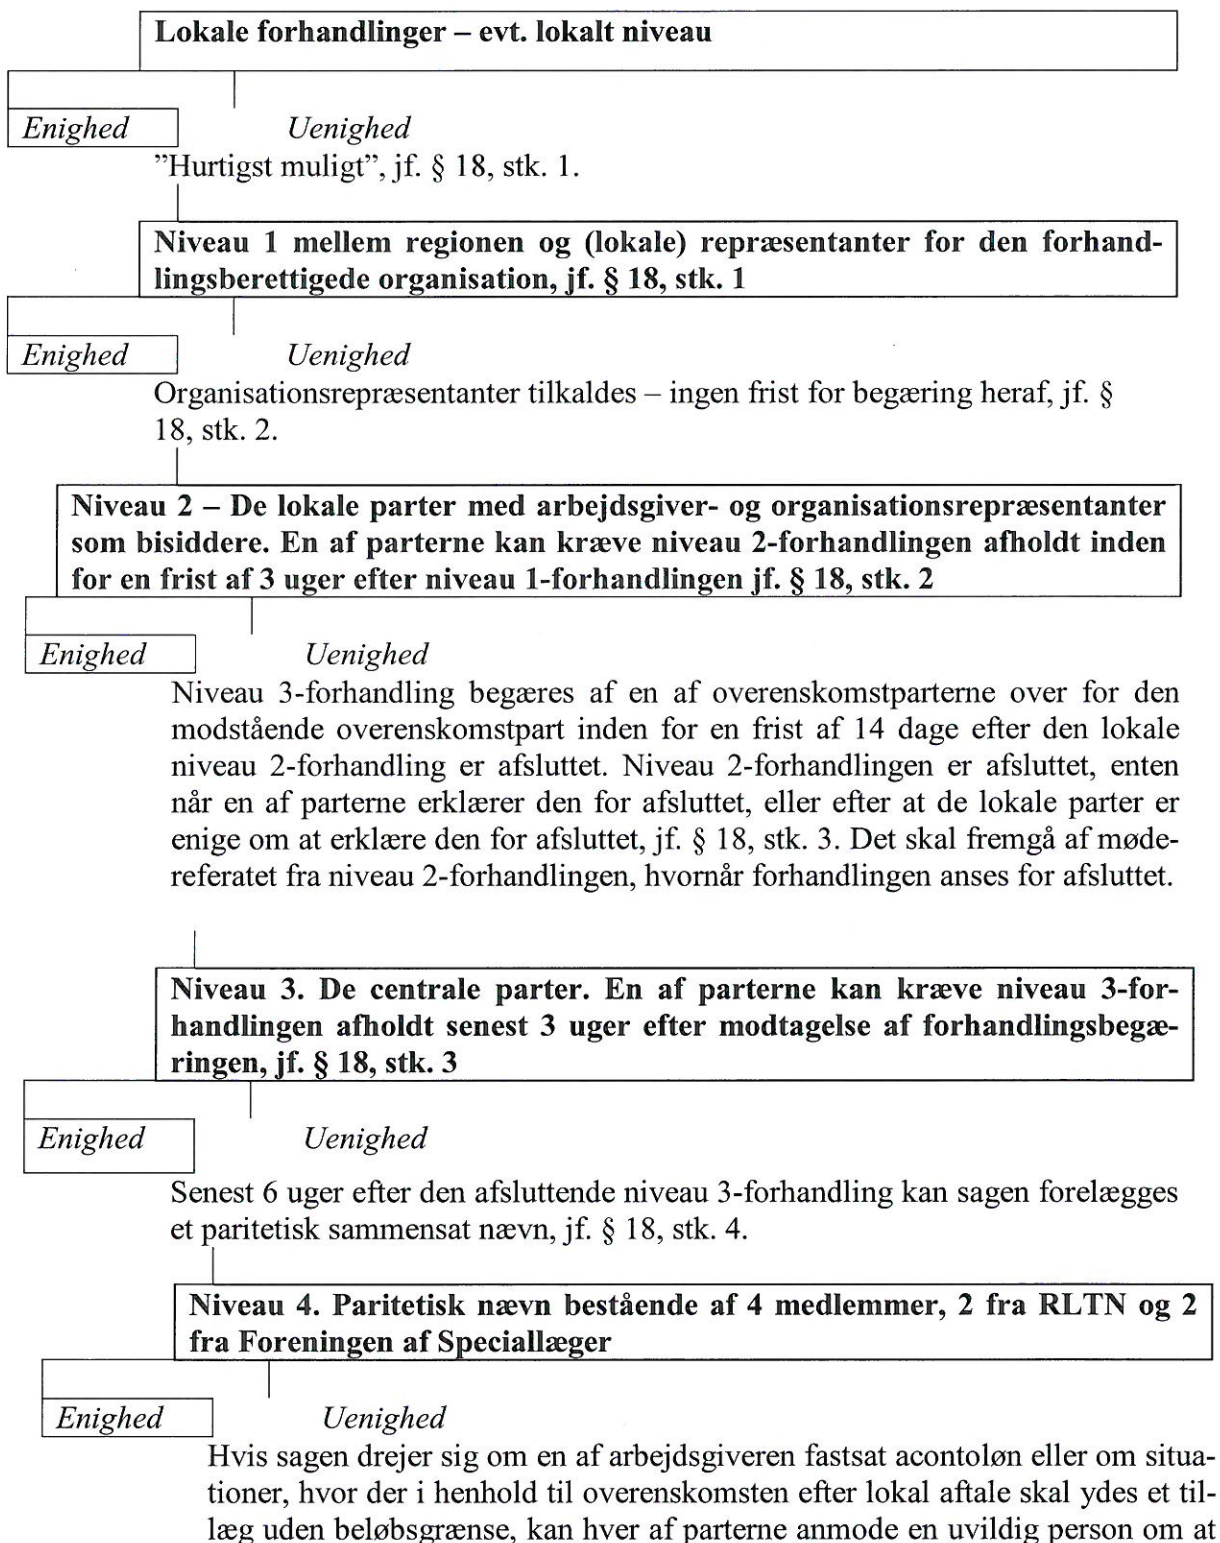 Lokale forhandlinger – evt. lokalt niveau
Enighed Uenighed
”Hurtigst muligt”, jf. § 18, stk. 1.
Niveau 1 mellem regionen og (lokale) repræsentanter for den forhand-
lingsberettigede organisation, jf. § 18, stk. 1
Enighed Uenighed
Organisationsrepræsentanter tilkaldes – ingen frist for begæring heraf, jf. §
18, stk. 2.
Niveau 2 – De lokale parter med arbejdsgiver- og organisationsrepræsentanter
som bisiddere. En af parterne kan kræve niveau 2-forhandlingen afholdt inden
for en frist af 3 uger efter niveau 1-forhandlingen jf. § 18, stk. 2
Enighed Uenighed
Niveau 3-forhandling begæres af en af overenskomstparterne over for den
modstående overenskomstpart inden for en frist af 14 dage efter den lokale
niveau 2-forhandling er afsluttet. Niveau 2-forhandlingen er afsluttet, enten
når en af parterne erklærer den for afsluttet, eller efter at de lokale parter er
enige om at erklære den for afsluttet, jf. § 18, stk. 3. Det skal fremgå af møde-
referatet fra niveau 2-forhandlingen, hvornår forhandlingen anses for afsluttet.
Niveau 3. De centrale parter. En af parterne kan kræve niveau 3-for-
handlingen afholdt senest 3 uger efter modtagelse af forhandlingsbegæ-
ringen, jf. § 18, stk. 3
Enighed Uenighed
Senest 6 uger efter den afsluttende niveau 3-forhandling kan sagen forelægges
et paritetisk sammensat nævn, jf. § 18, stk. 4.
Niveau 4. Paritetisk nævn bestående af 4 medlemmer, 2 fra RLTN og 2
fra Foreningen af Speciallæger
Enighed Uenighed
Hvis sagen drejer sig om en af arbejdsgiveren fastsat acontoløn eller om situa-
tioner, hvor der i henhold til overenskomsten efter lokal aftale skal ydes et til-
læg uden beløbsgrænse, kan hver af parterne anmode en uvildig person om at